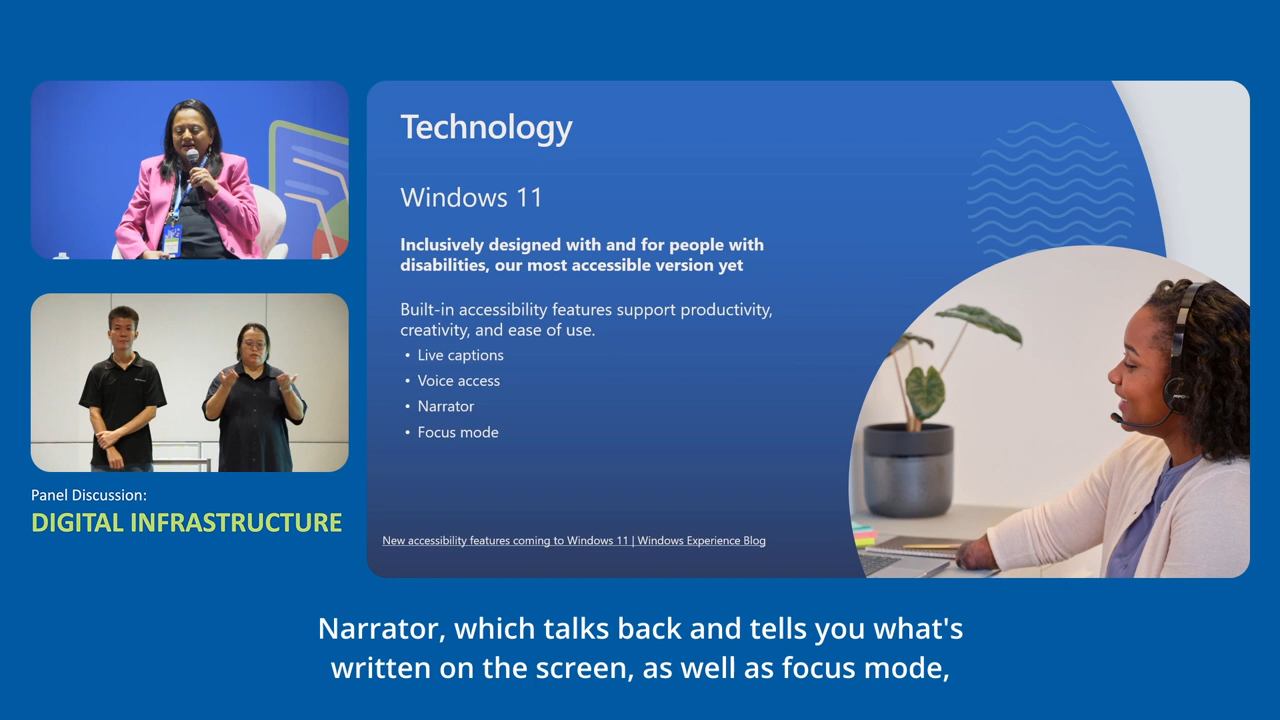 Technology
Windows 11
Inclusively designed with and for people with
disabilities, our most accessible version yet
Built-in accessibility features support productivity,
creativity, and ease of use.
• Live captions
• Voice access
• Narrator
• Focus mode
New accessibility features coming to Windows 11 | Windows Experience Blog
Panel Discussion:
DIGITAL INFRASTRUCTURE
Narrator, which talks back and tells you what's
written on the screen, as well as focus mode,